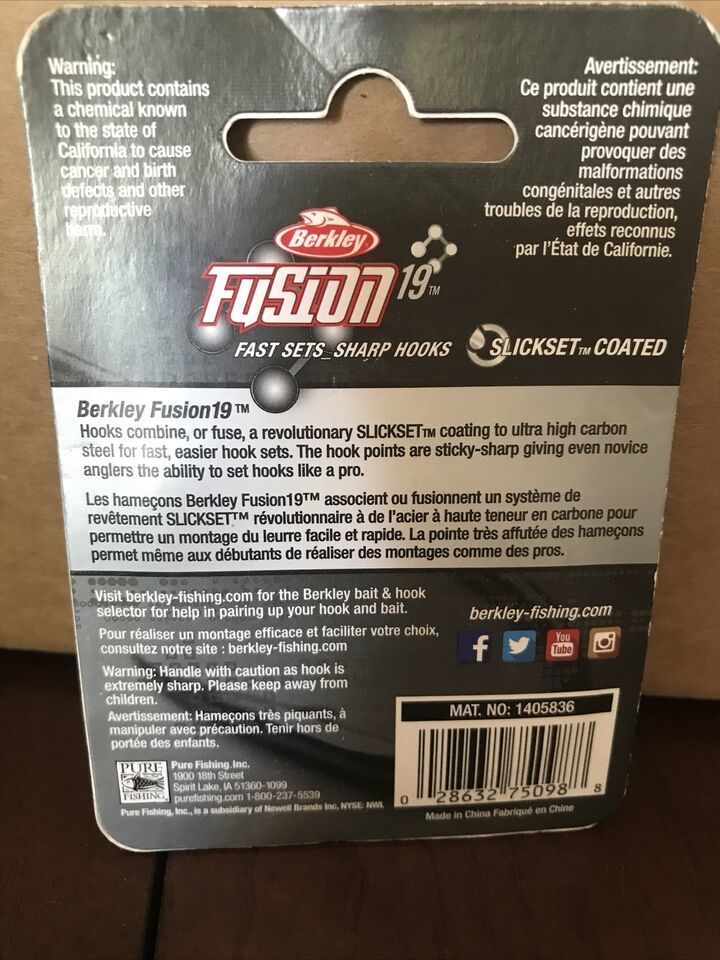 Warning:
This product contains
a chemical known
to the state of
California to cause
cancer and birth
defects and other
reproductive
harm.
Avertissement:
Ce produit contient une
substance chimique
cancérigène pouvant
provoquer des
malformations
congénitales et autres
troubles de la reproduction,
effets reconnus
par l'État de Californie.
Berkley
Fusion 19™
FAST SETS_SHARP HOOKS
SLICKSET™ COATED
Berkley Fusion19™
Hooks combine, or fuse, a revolutionary SLICKSET™ coating to ultra high carbon
steel for fast, easier hook sets. The hook points are sticky-sharp giving even novice
anglers the ability to set hooks like a pro.
Les hameçons Berkley Fusion19™ associent ou fusionnent un système de
revêtement SLICKSET™ révolutionnaire à de l'acier à haute teneur en carbone pour
permettre un montage du leurre facile et rapide. La pointe très affutée des hameçons
permet même aux débutants de réaliser des montages comme des pros.
Visit berkley-fishing.com for the Berkley bait & hook
selector for help in pairing up your hook and bait.
Pour réaliser un montage efficace et faciliter votre choix,
consultez notre site : berkley-fishing.com
Warning: Handle with caution as hook is
extremely sharp. Please keep away from
children.
Avertissement: Hameçons très piquants, à
manipuler avec précaution. Tenir hors de
portée des enfants.
berkley-fishing.com
You
Tube
MAT. NO: 1405836
0 28632 75098 8
Made in China Fabriqué en Chine
PURE
FISHING
Pure Fishing.Inc.
1900 18th Street
Spirit Lake, IA 51360-1099
purefishing.com 1-800-237-5539
Pure Fishing, Inc., is a subsidiary of Newell Brands Inc, NYSE: NWL